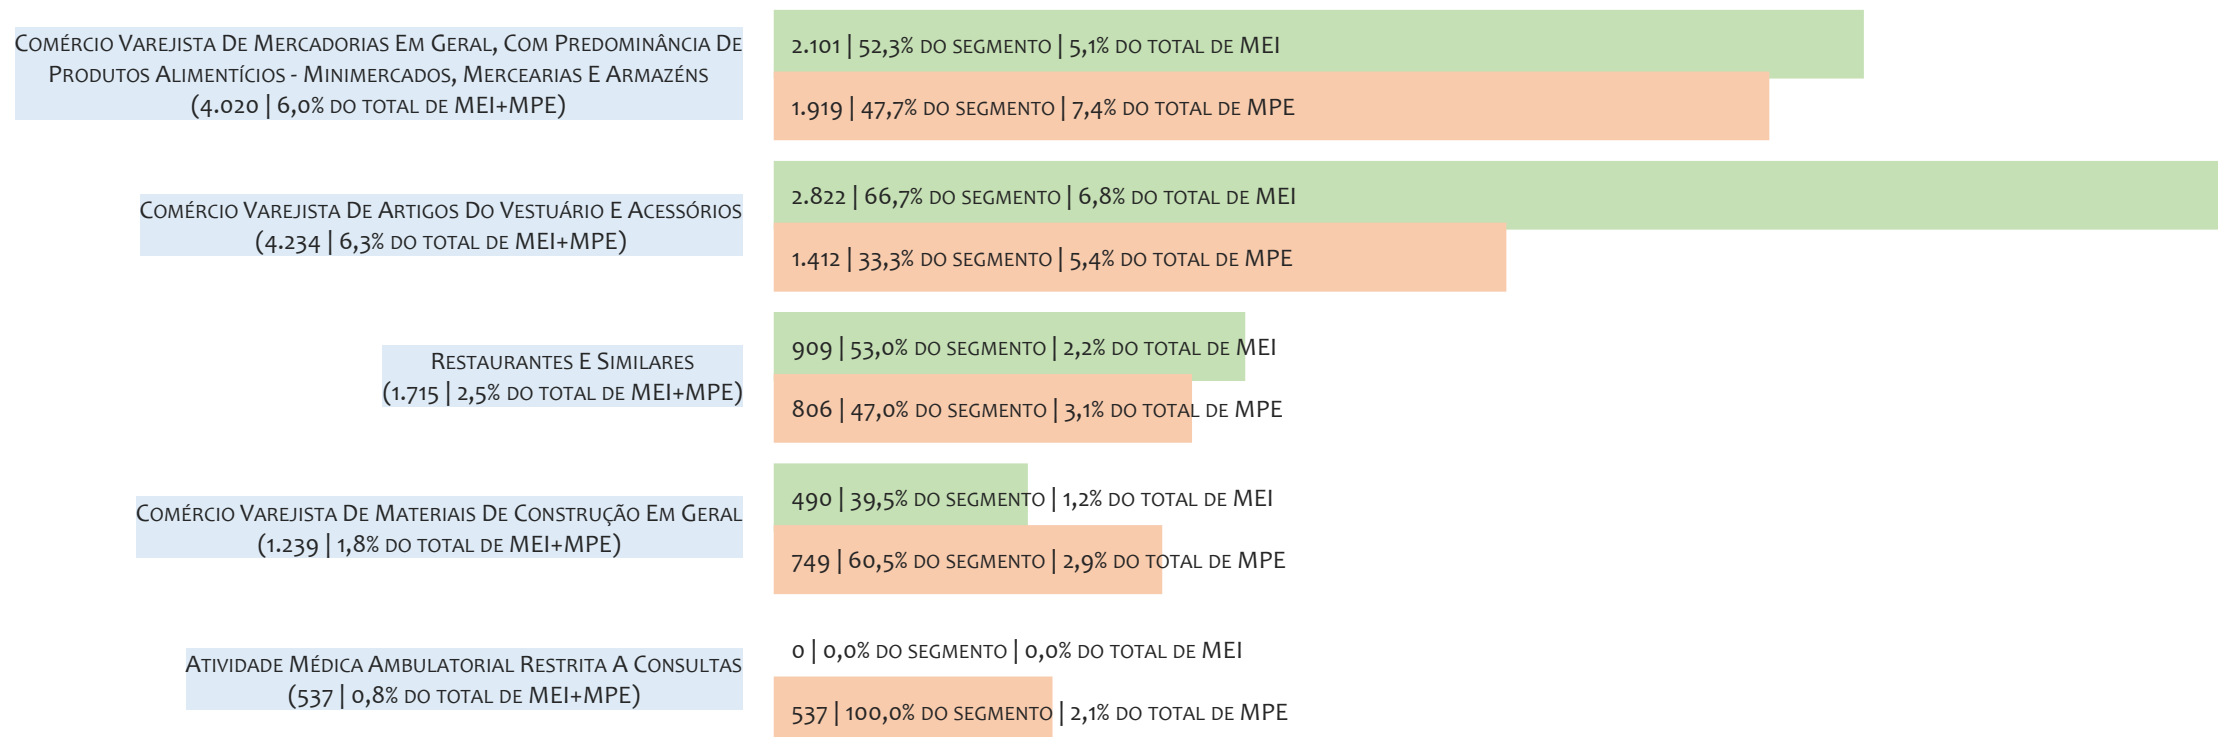 Comércio Varejista De Mercadorias Em Geral, Com Predominância De
Produtos Alimentícios - Minimercados, Mercearias E Armazéns
(4.020 | 6,0% do total de MEI+MPE)
2.101 | 52,3% do segmento | 5,1% do total de MEI
1.919 | 47,7% do segmento | 7,4% do total de MPE
Comércio Varejista De Artigos Do Vestuário E Acessórios
(4.234 | 6,3% do total de MEI+MPE)
2.822 | 66,7% do segmento | 6,8% do total de MEI
1.412 | 33,3% do segmento | 5,4% do total de MPE
Restaurantes E Similares
(1.715 | 2,5% do total de MEI+MPE)
909 | 53,0% do segmento | 2,2% do total de MEI
806 | 47,0% do segmento | 3,1% do total de MPE
Comércio Varejista De Materiais De Construção Em Geral
(1.239 | 1,8% do total de MEI+MPE)
490 | 39,5% do segmento | 1,2% do total de MEI
749 | 60,5% do segmento | 2,9% do total de MPE
Atividade Médica Ambulatorial Restrita A Consultas
(537 | 0,8% do total de MEI+MPE)
0 | 0,0% do segmento | 0,0% do total de MEI
537 | 100,0% do segmento | 2,1% do total de MPE